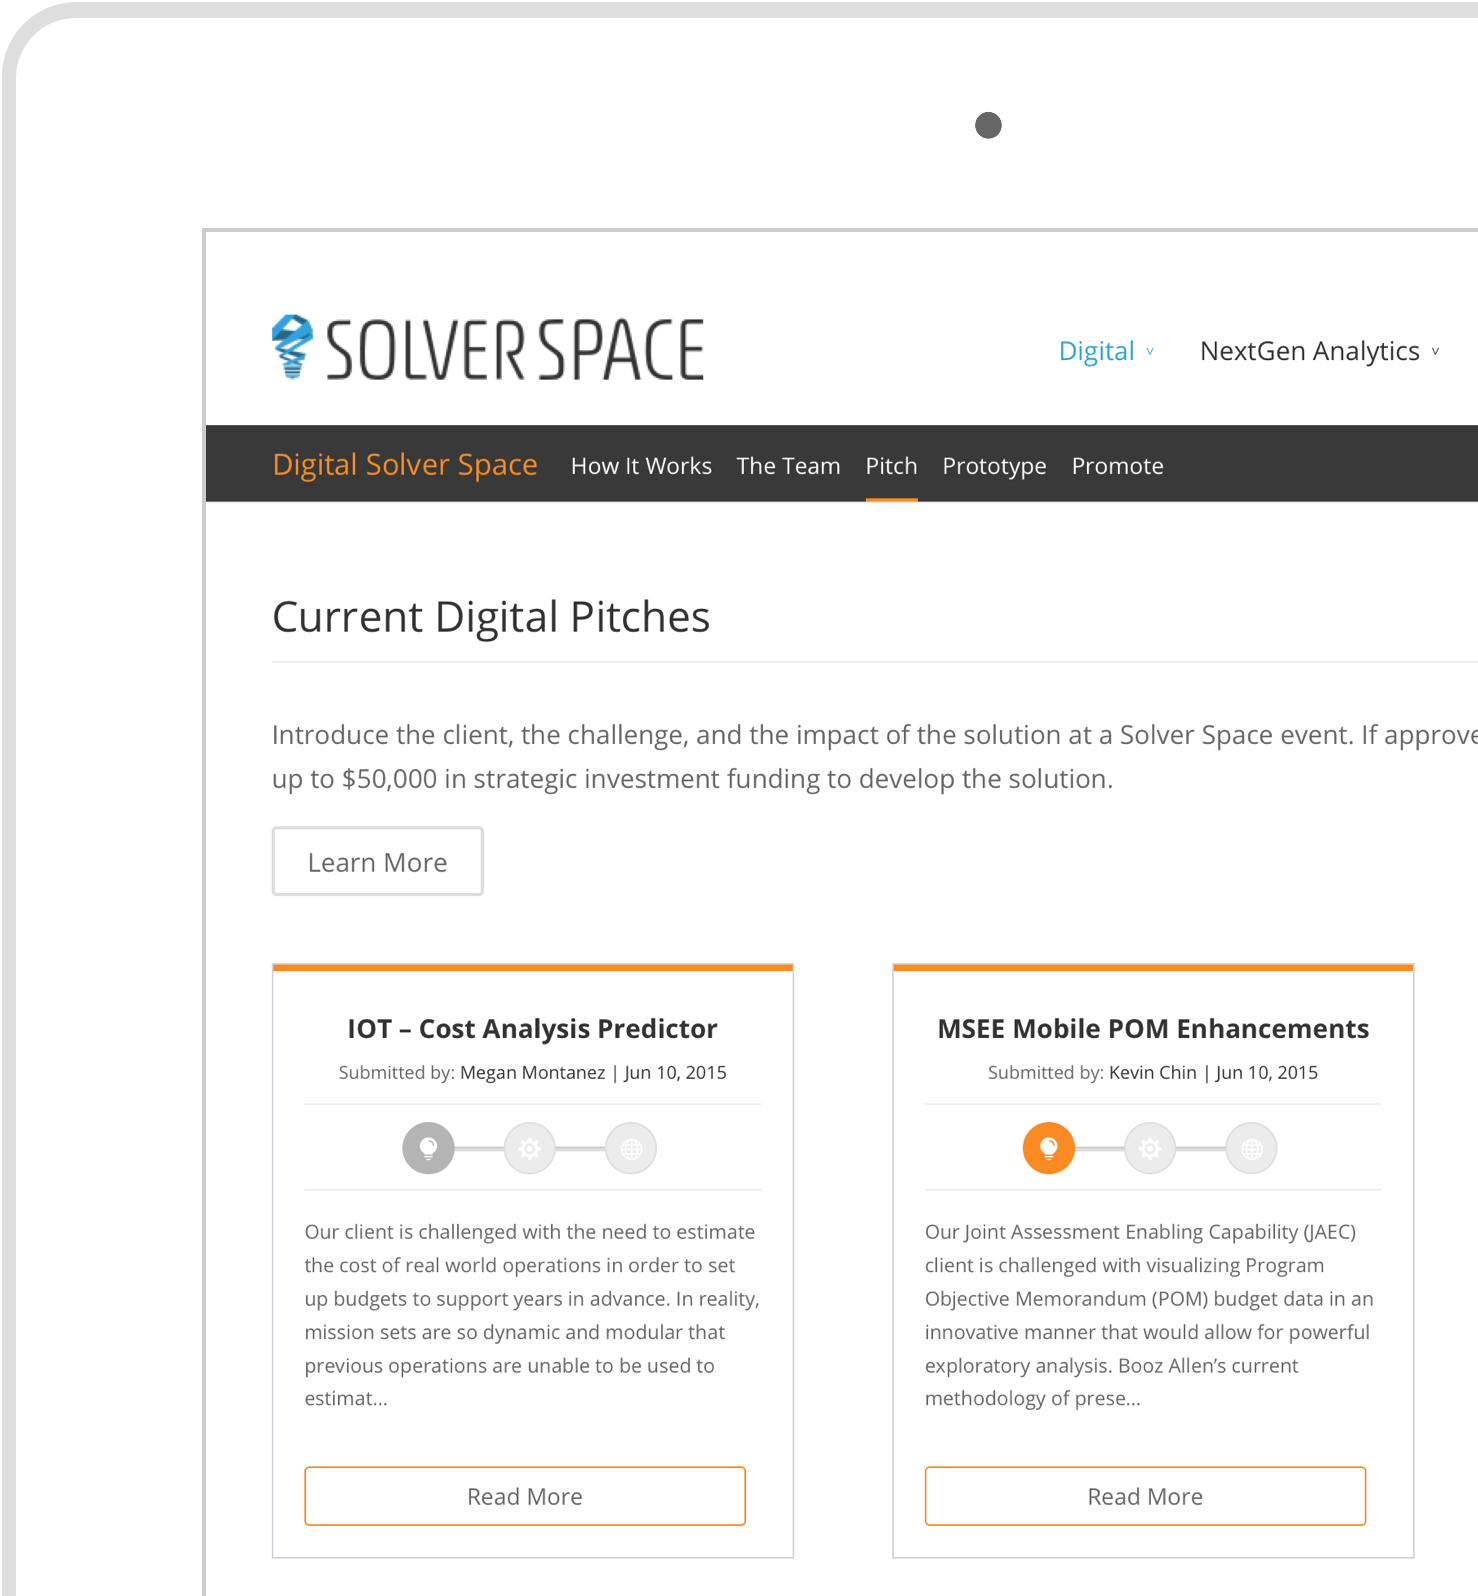 SOLVER SPACE
Digital v NextGen Analytics v
Digital Solver Space How It Works The Team Pitch Prototype Promote
Current Digital Pitches
Introduce the client, the challenge, and the impact of the solution at a Solver Space event. If approve
up to $50,000 in strategic investment funding to develop the solution.
Learn More
IOT – Cost Analysis Predictor
Submitted by: Megan Montanez | Jun 10, 2015
Our client is challenged with the need to estimate
the cost of real world operations in order to set
up budgets to support years in advance. In reality,
mission sets are so dynamic and modular that
previous operations are unable to be used to
estimat...
Read More
MSEE Mobile POM Enhancements
Submitted by: Kevin Chin | Jun 10, 2015
Our Joint Assessment Enabling Capability (JAEC)
client is challenged with visualizing Program
Objective Memorandum (POM) budget data in an
innovative manner that would allow for powerful
exploratory analysis. Booz Allen’s current
methodology of prese...
Read More